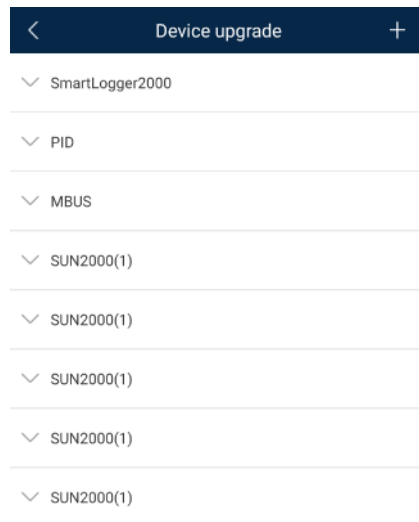 Device upgrade
SmartLogger2000
PID
MBUS
SUN2000(1)
SUN2000(1)
SUN2000(1)
SUN2000(1)
SUN2000(1)